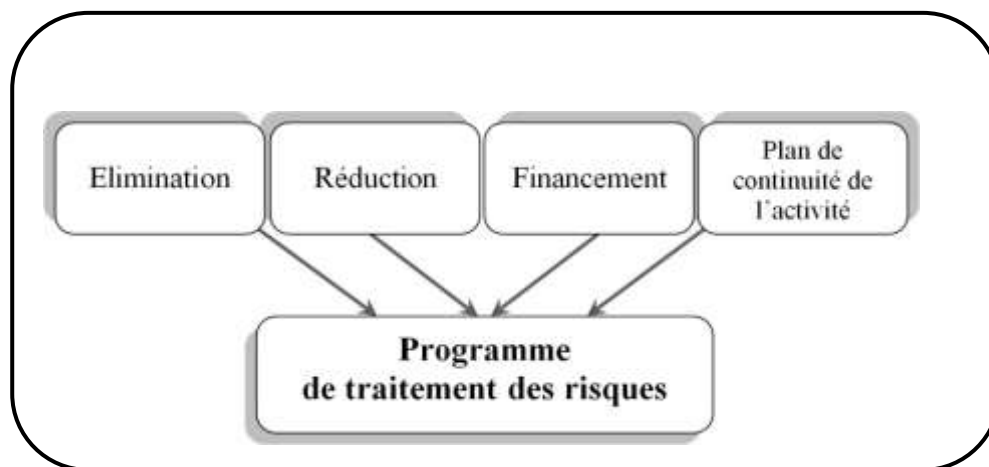 Elimination
Réduction
Financement
Plan de
continuité de
l'activité
Programme
de traitement des risques